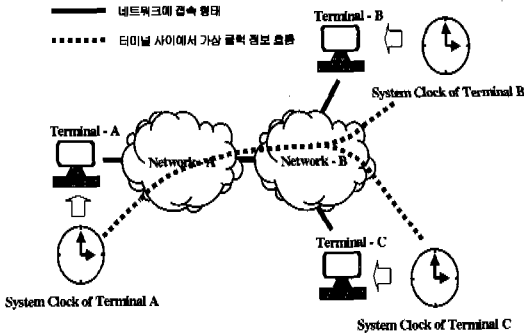 네트워크에 접속 형태
터미널 사이에서 가상 클럭 정보 흐름
Terminal - B
System Clock of Terminal B
Terminal - A
Network - A
Network - B
System Clock of Terminal A
Terminal - C
System Clock of Terminal C